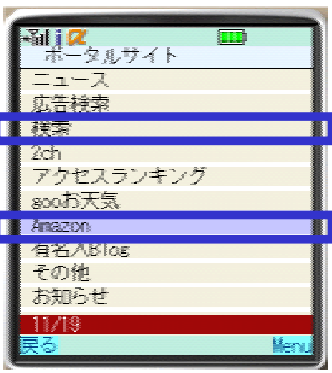 ポータルサイト
ニュース
広告検索
検索
2ch
アクセスランキング
gooお天気
Amazon
有名人Blog
その他
お知らせ
11/19
戻る
Menu